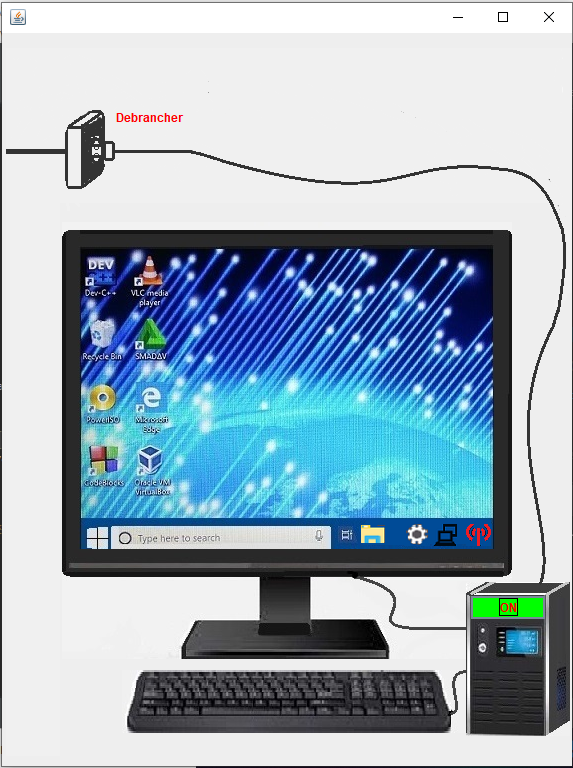 Debrancher
DEV
Dev-C++
VLC media
player
Recycle Bin
SMADAV
PowerISO
Microsoft
Edge
CodeBlocks
Oracle VM
VirtualBox
Type here to search
ON